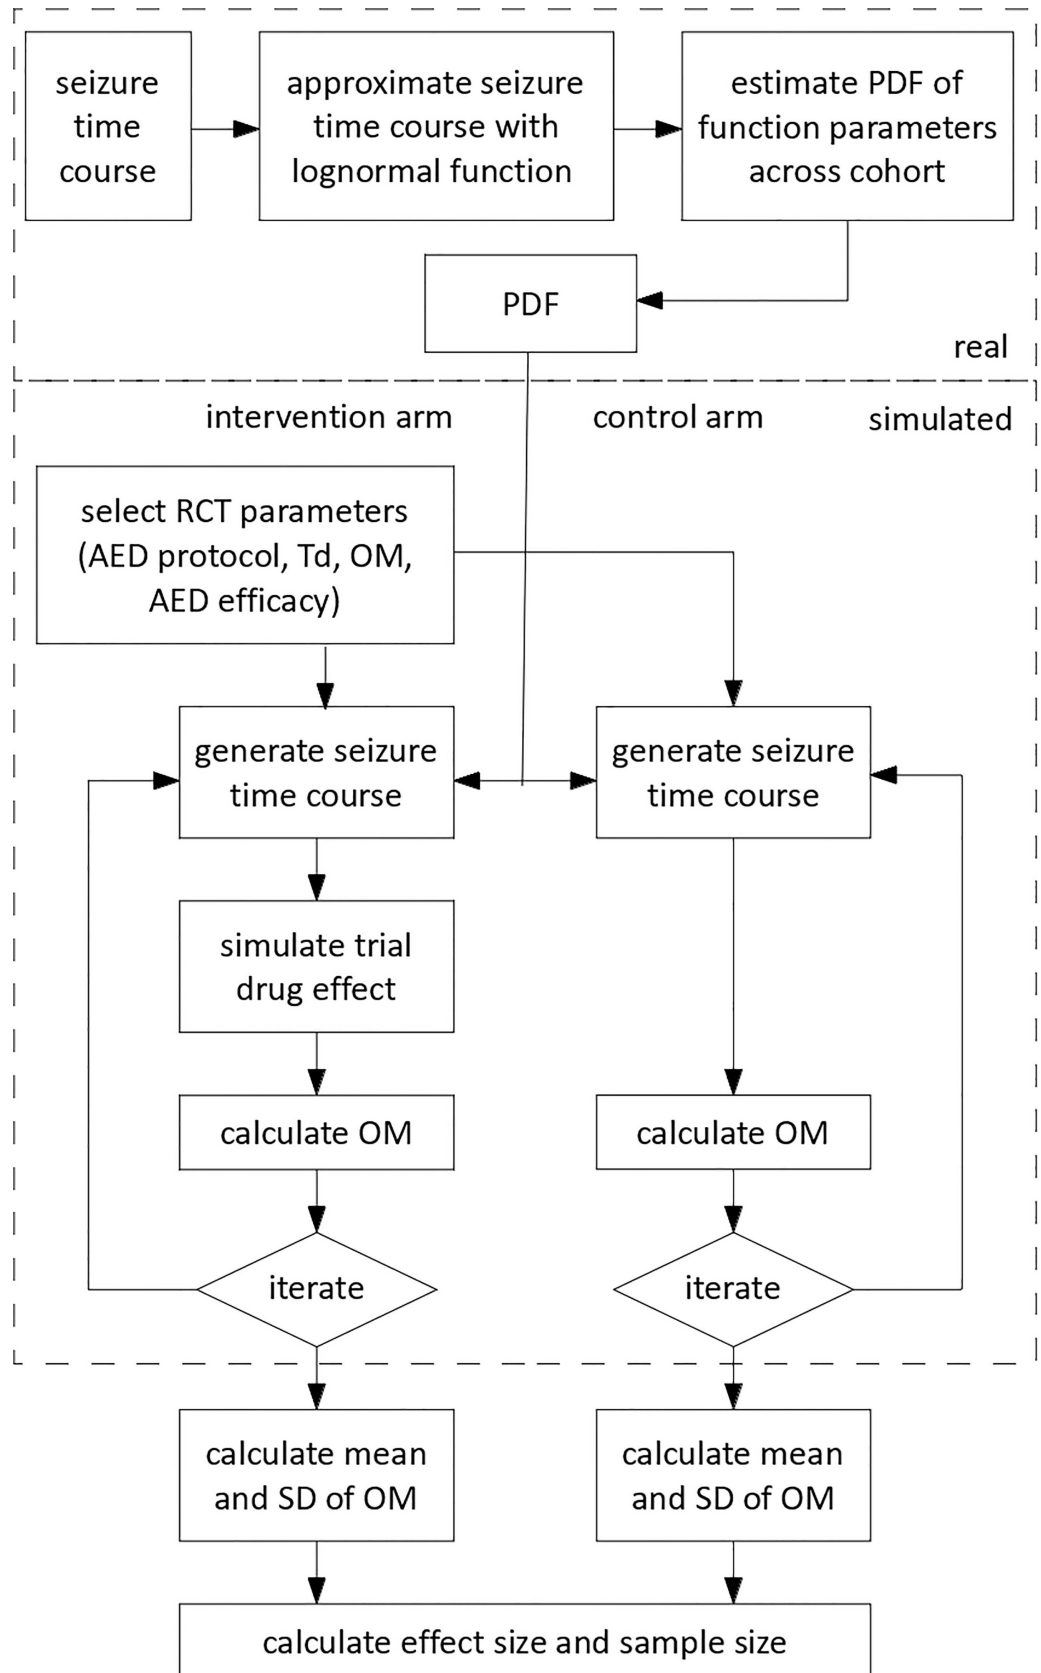 seizure
time
course
approximate seizure
time course with
lognormal function
estimate PDF of
function parameters
across cohort
PDF
real
intervention arm
control arm
simulated
select RCT parameters
(AED protocol, Td, OM,
AED efficacy)
generate seizure
time course
generate seizure
time course
simulate trial
drug effect
calculate OM
calculate OM
iterate
iterate
calculate mean
and SD of OM
calculate mean
and SD of OM
calculate effect size and sample size